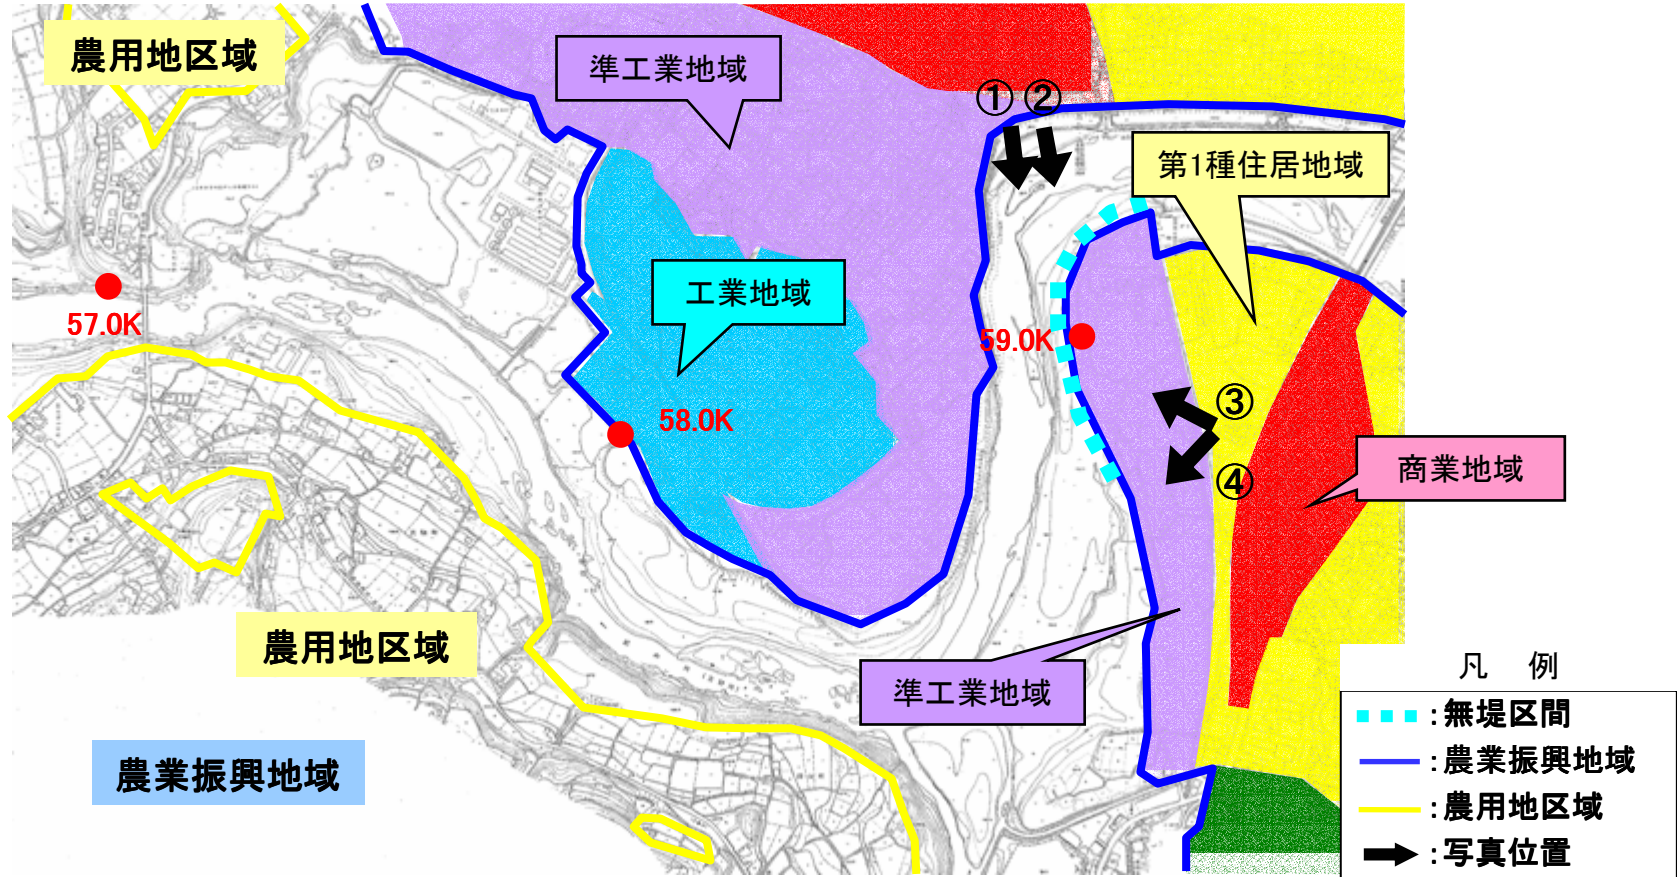 農用地区域
準工業地域
① ②
第1種住居地域
工業地域
57.0K
59.0K
58.0K
③
商業地域
④
農用地区域
準工業地域
農業振興地域
凡 例
:無堤区間
:農業振興地域
:農用地区域
:写真位置